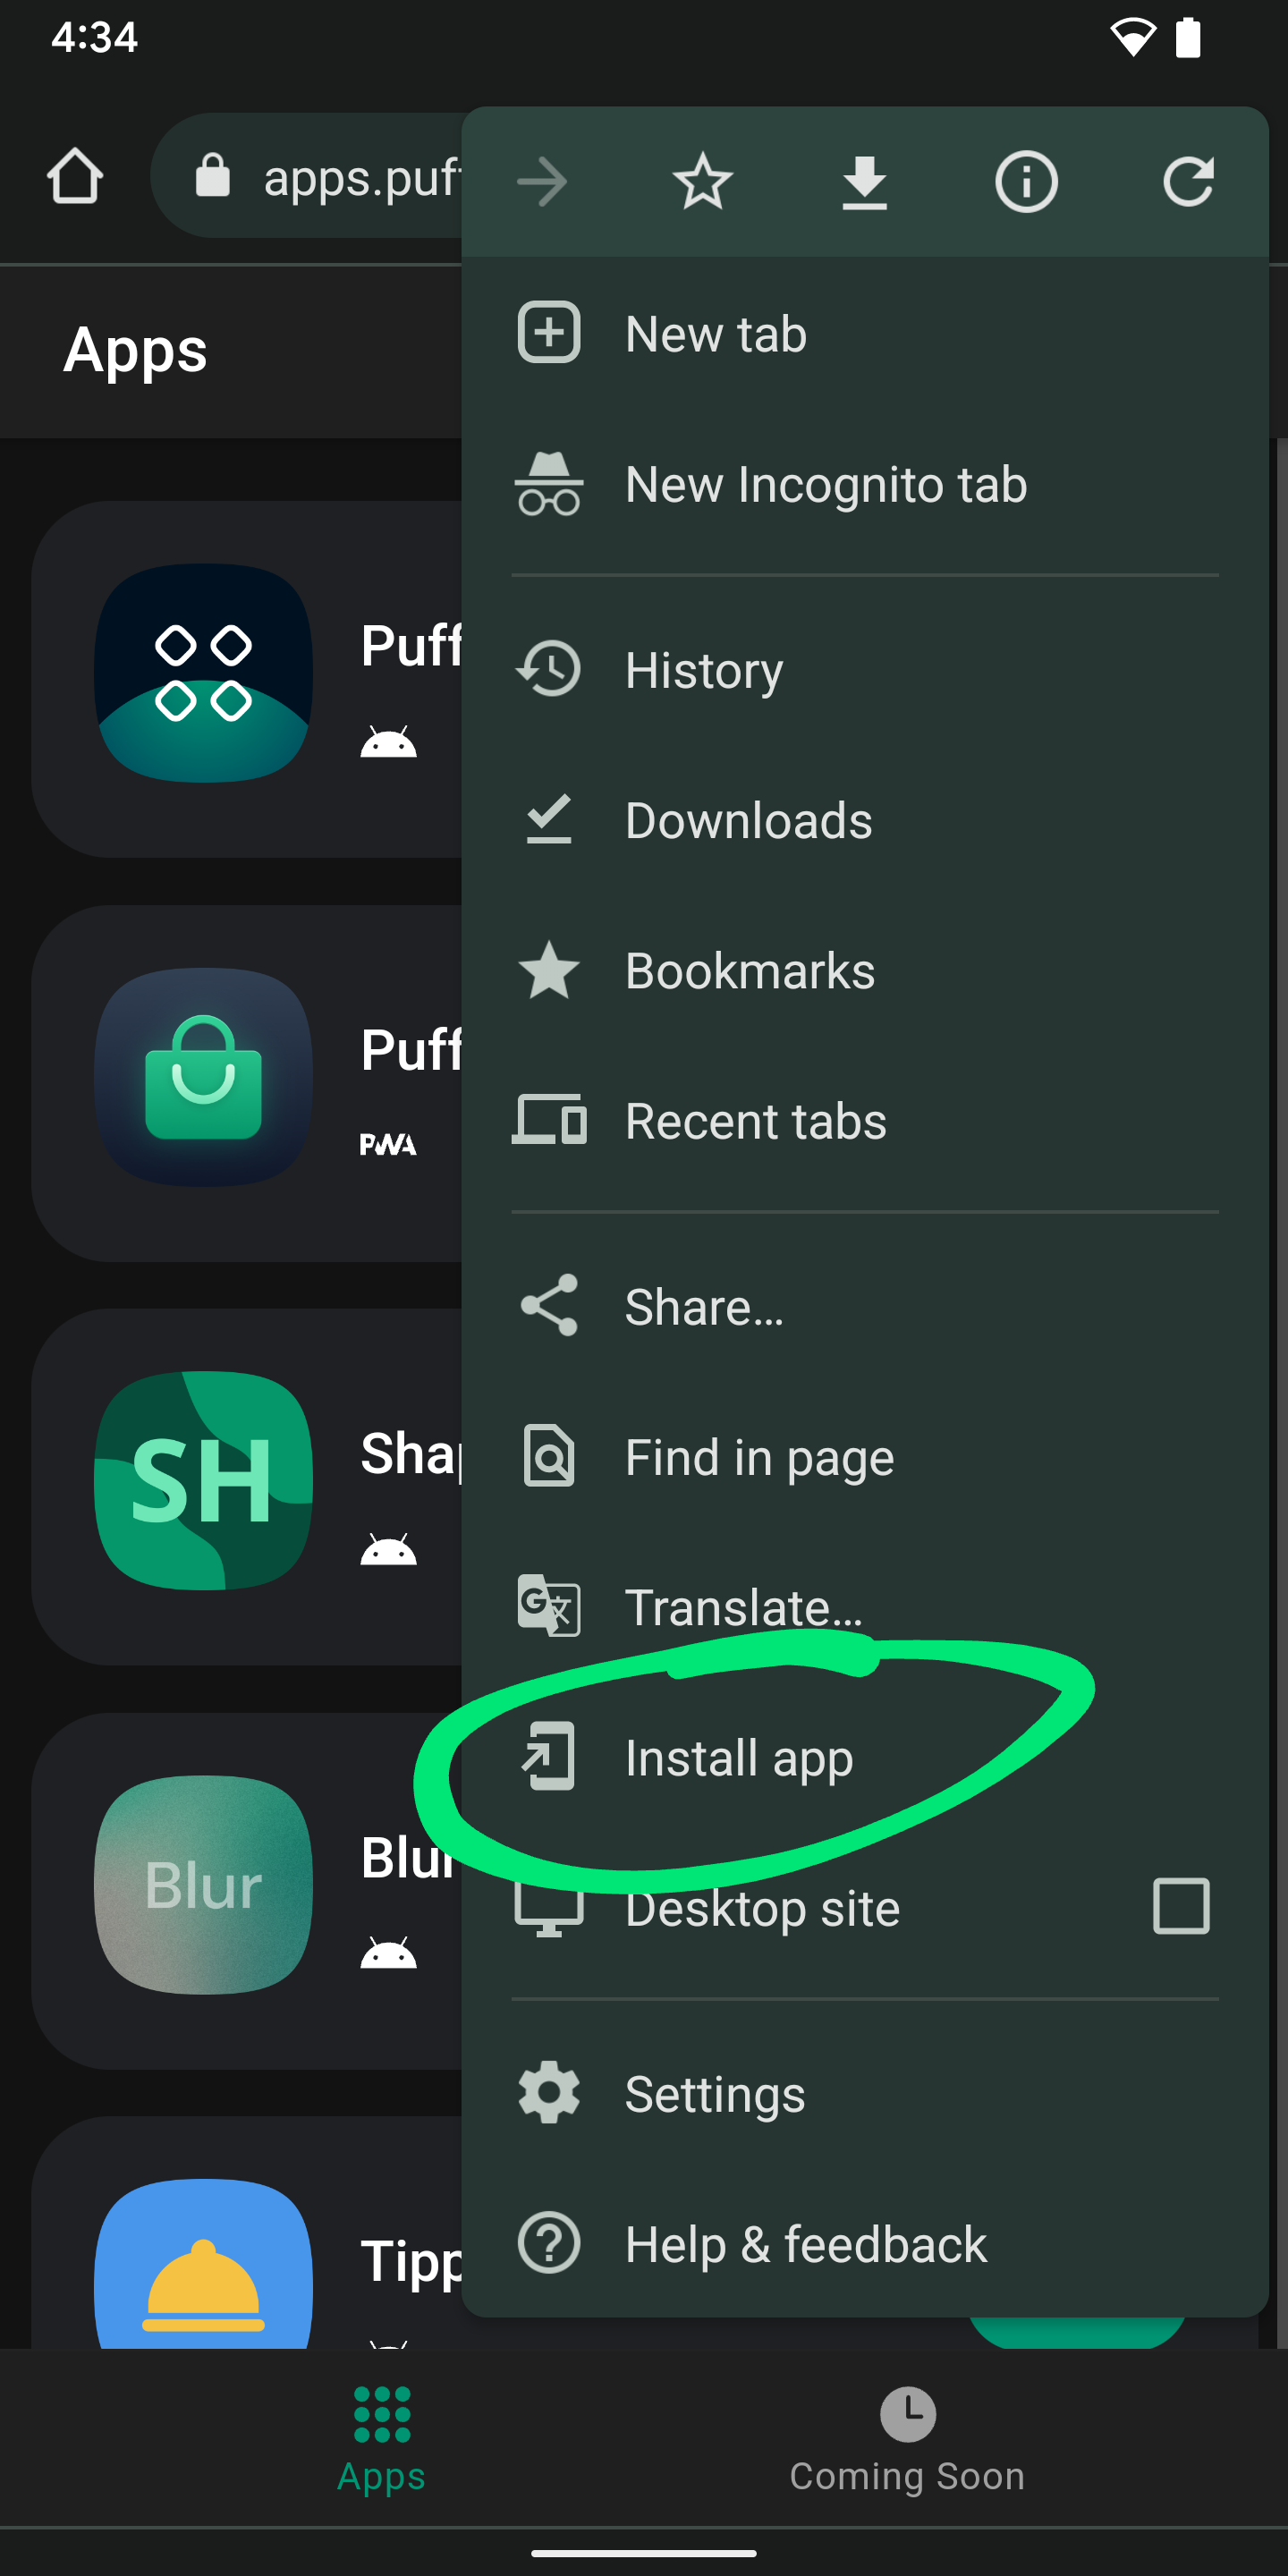 4:34
apps.puf
Apps
New tab
New Incognito tab
History
Downloads
Bookmarks
Recent tabs
Share…
Find in page
Translate…
Install app
Desktop site
Settings
Help & feedback
Puff
Puff
PWA
SH
Sha
Blur
Blur
Tipp
Apps
Coming Soon